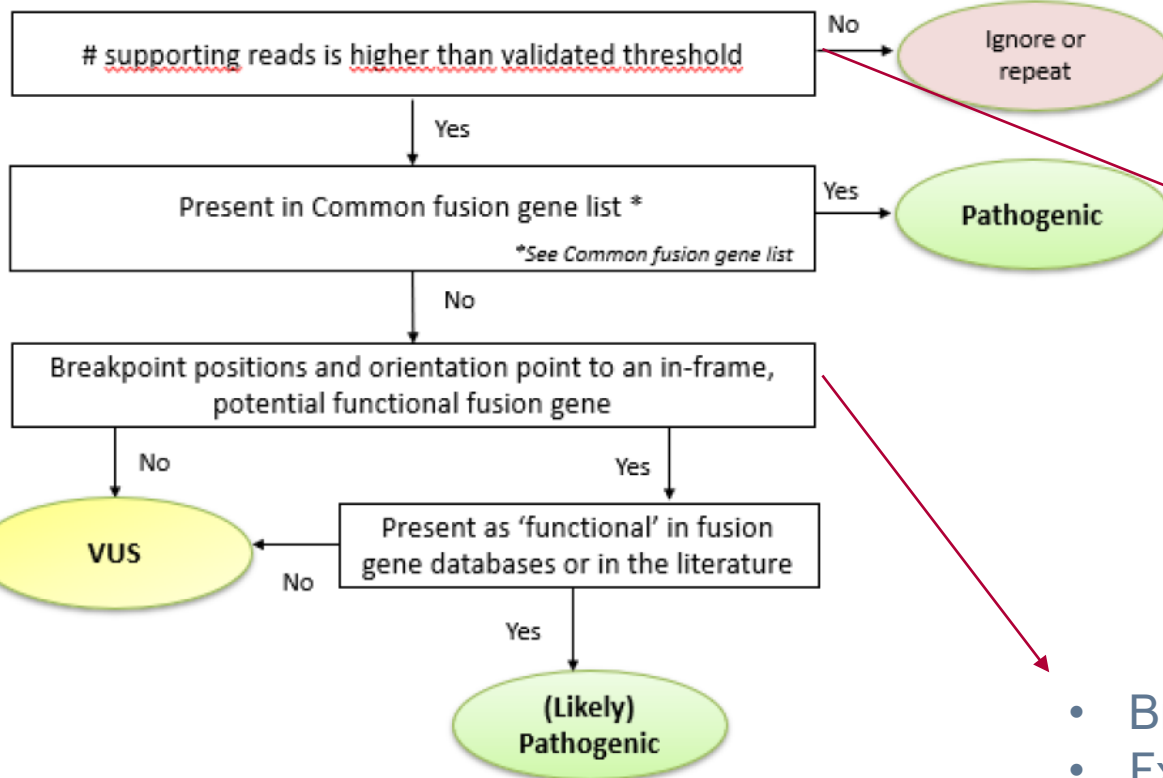 # supporting reads is higher than validated threshold
No
Ignore or
repeat
Yes
Present in Common fusion gene list *
*See Common fusion gene list
Yes
Pathogenic
No
Breakpoint positions and orientation point to an in-frame,
potential functional fusion gene
No
Yes
VUS
No
Present as ‘functional’ in fusion
gene databases or in the literature
Yes
(Likely)
Pathogenic